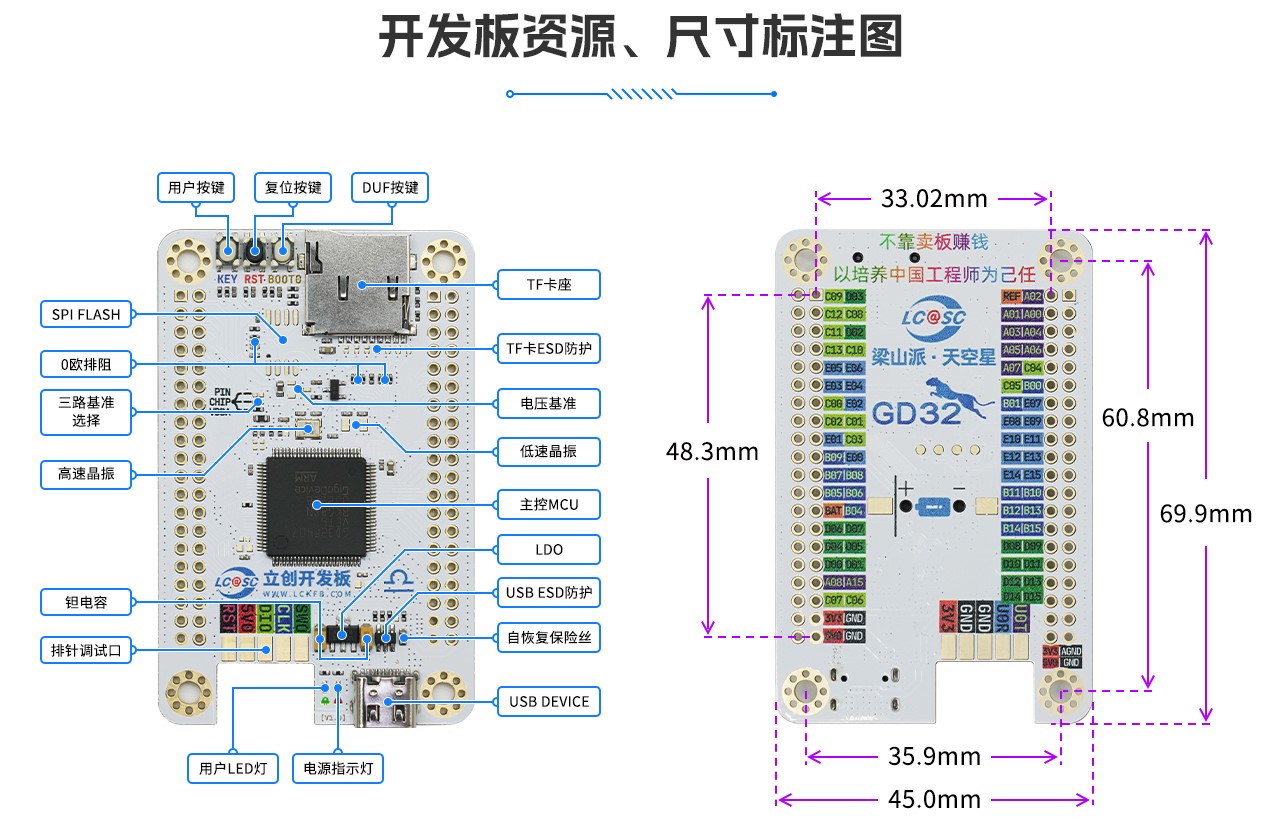 开发板资源、尺寸标注图
用户按键
复位按键
DUF按键
KEY
RST
BOOT0
SPI FLASH
0欧排阻
三路基准
选择
高速晶振
钽电容
排针调试口
用户LED灯
电源指示灯
TF卡座
TF卡ESD防护
电压基准
低速晶振
主控MCU
LDO
USB ESD防护
自恢复保险丝
USB DEVICE
PIN
CHIP
GigaDevice
ARM
LC@SC 立创开发板
WWW.LCKFB.COM
RST
5V0
DIO
CLK
SWO
33.02mm
不靠卖板赚钱
以培养中国工程师为己任
LC@SC
梁山派·天空星
GD32
+
−
C09 D03
C12 C08
C11 D02
C13 C10
E05 E06
E03 E04
C00 E02
C02 C01
E01 C03
B09 E00
B07 B08
B05 B06
BAT B04
D06 D07
D04 D05
D00 D01
A08 A15
C07 C06
3V3 GND
5V0 GND
REF A02
A01 A00
A03 A04
A05 A06
A07 C04
C05 B00
B01 E07
E08 E09
E10 E11
E12 E13
E14 E15
B11 B10
B12 B13
B14 B15
D08 D09
D10 D11
D12 D13
D14 D15
3V3
GND
GND
3V3 AGND
5V0 GND
48.3mm
60.8mm
69.9mm
35.9mm
45.0mm